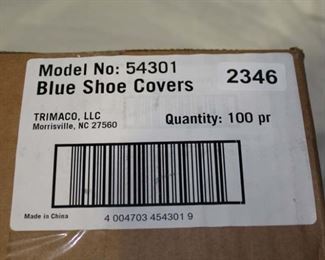 Model No: 54301
2346
Blue Shoe Covers
TRIMACO, LLC
Morrisville, NC 27560
Quantity: 100 pr
Made in China
4 004703 454301 9